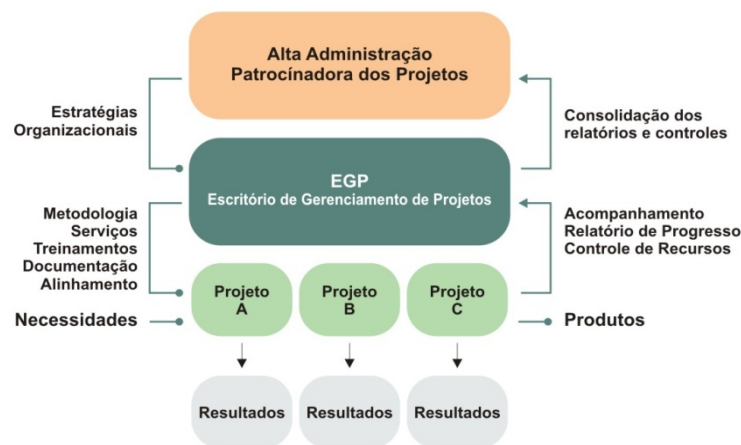 Alta Administração
Patrocínadora dos Projetos
Estratégias
Organizacionais
Consolidação dos
relatórios e controles
EGP
Escritório de Gerenciamento de Projetos
Metodologia
Serviços
Treinamentos
Documentação
Alinhamento
Acompanhamento
Relatório de Progresso
Controle de Recursos
Necessidades
Projeto
A
Projeto
B
Projeto
C
Produtos
Resultados
Resultados
Resultados